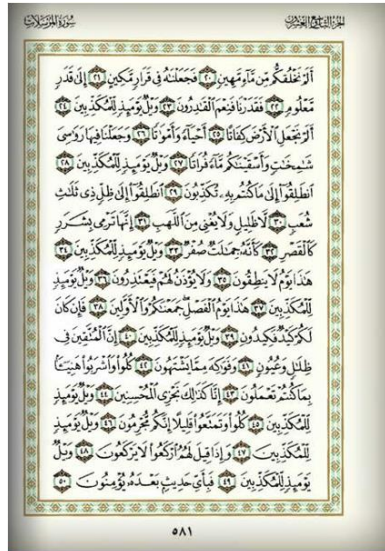 سُورَةُ المُرْسَلَات الجزء التاسع والعشرون
أَلَمْ نَخْلُقكُّم مِّن مَّآءٍ مَّهِينٍ ٢٠ فَجَعَلْنَٰهُ فِى قَرَارٍ مَّكِينٍ ٢١ إِلَىٰ قَدَرٍ
مَّعْلُومٍ ٢٢ فَقَدَرْنَا فَنِعْمَ ٱلْقَٰدِرُونَ ٢٣ وَيْلٌ يَوْمَئِذٍ لِّلْمُكَذِّبِينَ ٢٤
أَلَمْ نَجْعَلِ ٱلْأَرْضَ كِفَاتًا ٢٥ أَحْيَآءً وَأَمْوَٰتًا ٢٦ وَجَعَلْنَا فِيهَا رَوَٰسِىَ
شَٰمِخَٰتٍ وَأَسْقَيْنَٰكُم مَّآءً فُرَاتًا ٢٧ وَيْلٌ يَوْمَئِذٍ لِّلْمُكَذِّبِينَ ٢٨
ٱنطَلِقُوٓا۟ إِلَىٰ مَا كُنتُم بِهِۦ تُكَذِّبُونَ ٢٩ ٱنطَلِقُوٓا۟ إِلَىٰ ظِلٍّ ذِى ثَلَٰثِ
شُعَبٍ ٣٠ لَّا ظَلِيلٍ وَلَا يُغْنِى مِنَ ٱللَّهَبِ ٣١ إِنَّهَا تَرْمِى بِشَرَرٍ
كَٱلْقَصْرِ ٣٢ كَأَنَّهُۥ جِمَٰلَتٌ صُفْرٌ ٣٣ وَيْلٌ يَوْمَئِذٍ لِّلْمُكَذِّبِينَ ٣٤
هَٰذَا يَوْمُ لَا يَنطِقُونَ ٣٥ وَلَا يُؤْذَنُ لَهُمْ فَيَعْتَذِرُونَ ٣٦ وَيْلٌ يَوْمَئِذٍ
لِّلْمُكَذِّبِينَ ٣٧ هَٰذَا يَوْمُ ٱلْفَصْلِ جَمَعْنَٰكُمْ وَٱلْأَوَّلِينَ ٣٨ فَإِن كَانَ
لَكُمْ كَيْدٌ فَكِيدُونِ ٣٩ وَيْلٌ يَوْمَئِذٍ لِّلْمُكَذِّبِينَ ٤٠ إِنَّ ٱلْمُتَّقِينَ فِى
ظِلَٰلٍ وَعُيُونٍ ٤١ وَفَوَٰكِهَ مِمَّا يَشْتَهُونَ ٤٢ كُلُوا۟ وَٱشْرَبُوا۟ هَنِيٓـًٔۢا
بِمَا كُنتُمْ تَعْمَلُونَ ٤٣ إِنَّا كَذَٰلِكَ نَجْزِى ٱلْمُحْسِنِينَ ٤٤ وَيْلٌ يَوْمَئِذٍ
لِّلْمُكَذِّبِينَ ٤٥ كُلُوا۟ وَتَمَتَّعُوا۟ قَلِيلًا إِنَّكُم مُّجْرِمُونَ ٤٦ وَيْلٌ يَوْمَئِذٍ
لِّلْمُكَذِّبِينَ ٤٧ وَإِذَا قِيلَ لَهُمُ ٱرْكَعُوا۟ لَا يَرْكَعُونَ ٤٨ وَيْلٌ
يَوْمَئِذٍ لِّلْمُكَذِّبِينَ ٤٩ فَبِأَىِّ حَدِيثٍۭ بَعْدَهُۥ يُؤْمِنُونَ ٥٠
٥٨١